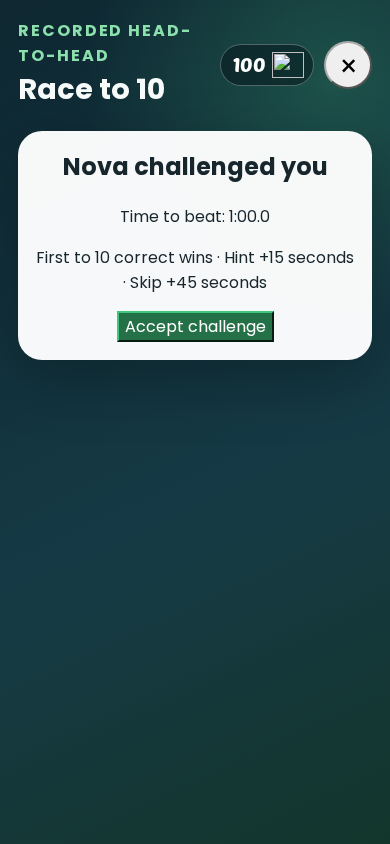 RECORDED HEAD-
TO-HEAD
Race to 10
100
×
Nova challenged you
Time to beat: 1:00.0
First to 10 correct wins · Hint +15 seconds
· Skip +45 seconds
Accept challenge